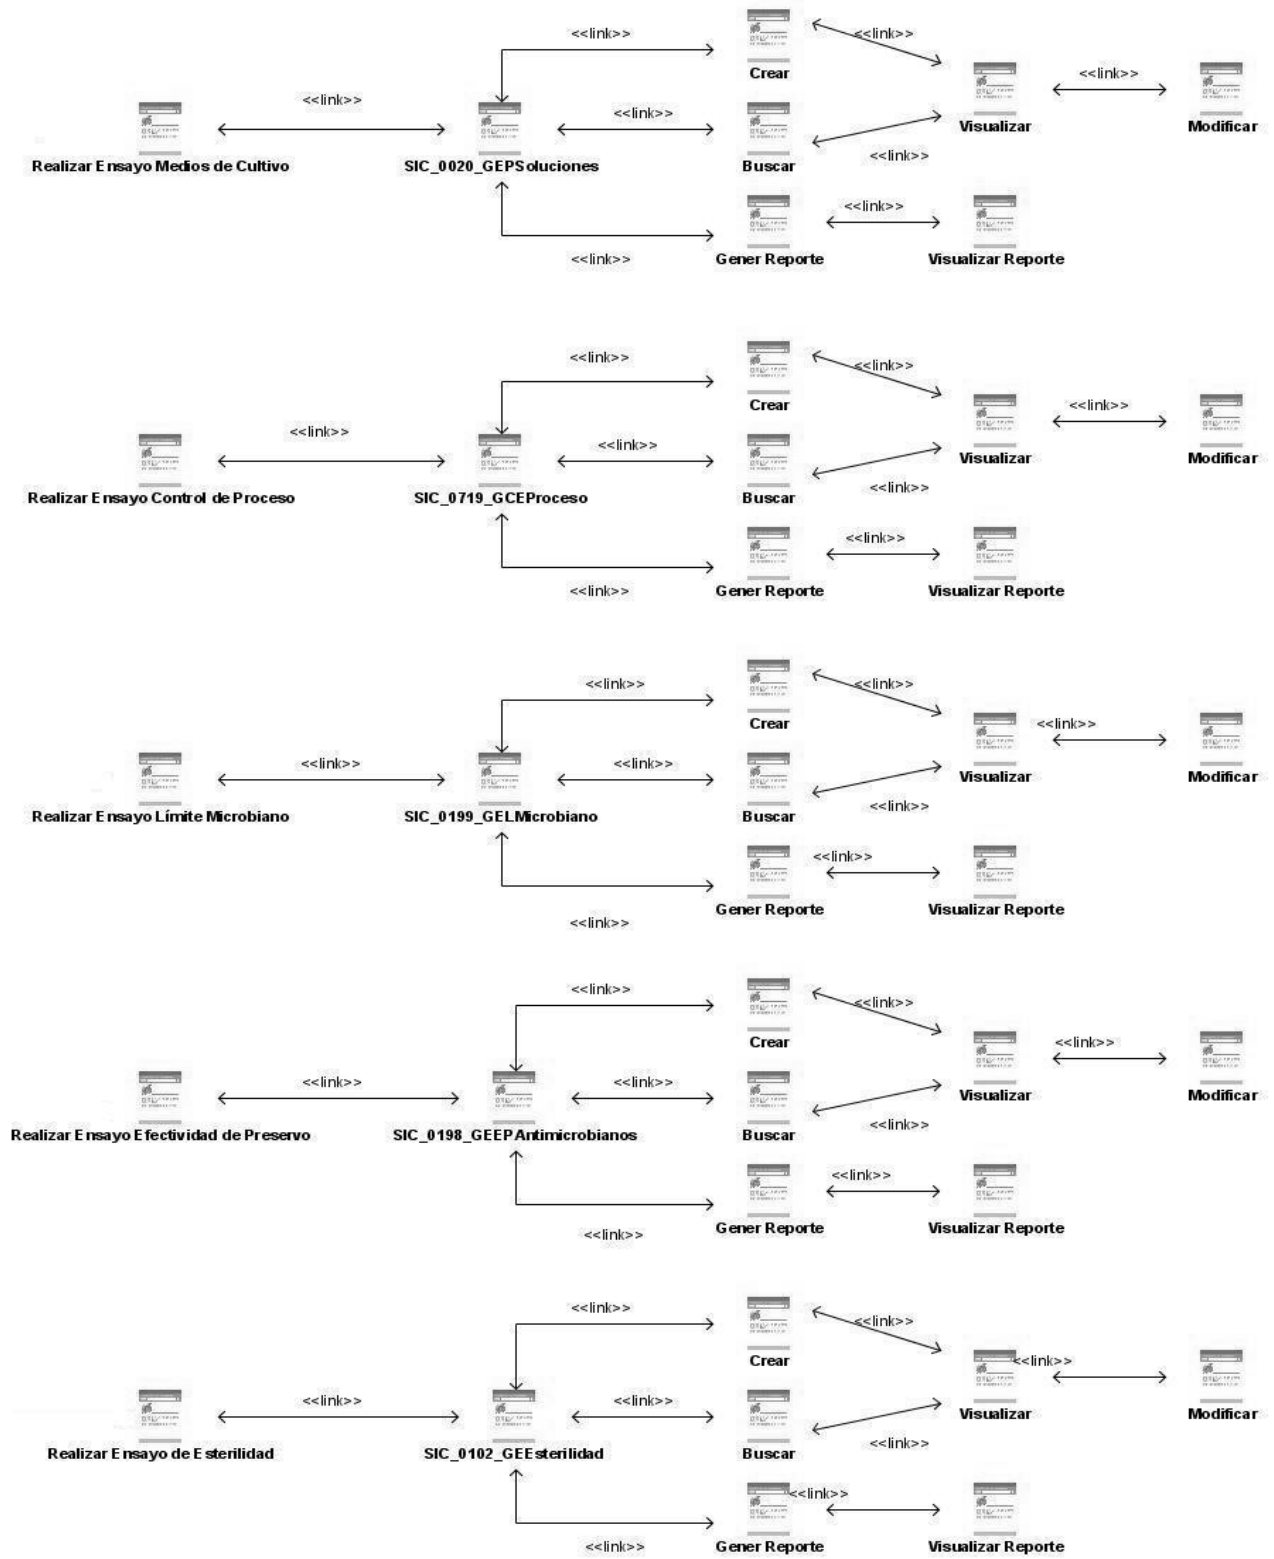 <<link>>
<<link>>
Crear
<<link>>
<<link>>
<<link>>
Visualizar
Modificar
<<link>>
Realizar Ensayo Medios de Cultivo
SIC_0020_GEPSoluciones
Buscar
<<link>>
<<link>>
Gener Reporte
Visualizar Reporte
<<link>>
<<link>>
Crear
<<link>>
<<link>>
<<link>>
Visualizar
Modificar
<<link>>
Realizar Ensayo Control de Proceso
SIC_0719_GCEProceso
Buscar
<<link>>
<<link>>
Gener Reporte
Visualizar Reporte
<<link>>
<<link>>
Crear
<<link>>
<<link>>
<<link>>
Visualizar
Modificar
<<link>>
Realizar Ensayo Límite Microbiano
SIC_0199_GELMicrobiano
Buscar
<<link>>
<<link>>
Gener Reporte
Visualizar Reporte
<<link>>
<<link>>
Crear
<<link>>
<<link>>
<<link>>
Visualizar
Modificar
<<link>>
Realizar Ensayo Efectividad de Preservo
SIC_0198_GEEPAntimicrobianos
Buscar
<<link>>
<<link>>
Gener Reporte
Visualizar Reporte
<<link>>
<<link>>
Crear
<<link>>
<<link>>
<<link>>
Visualizar
Modificar
<<link>>
Realizar Ensayo de Esterilidad
SIC_0102_GEEsterilidad
Buscar
<<link>>
<<link>>
Gener Reporte
Visualizar Reporte
<<link>>